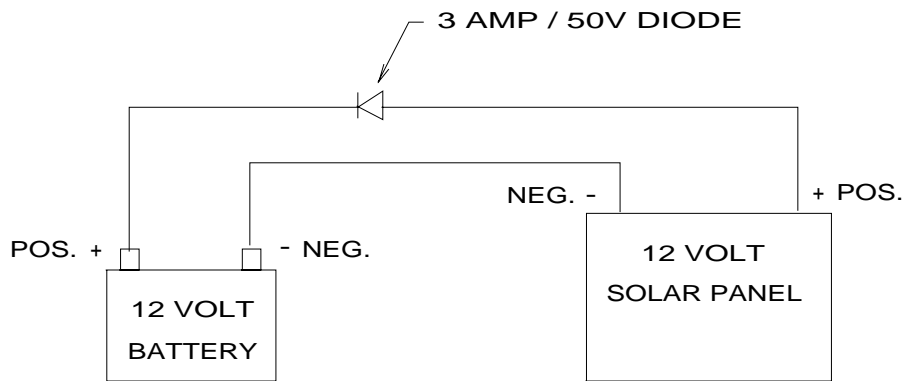 3 AMP / 50V DIODE
NEG. -
+ POS.
POS. +
- NEG.
12 VOLT
SOLAR PANEL
12 VOLT
BATTERY